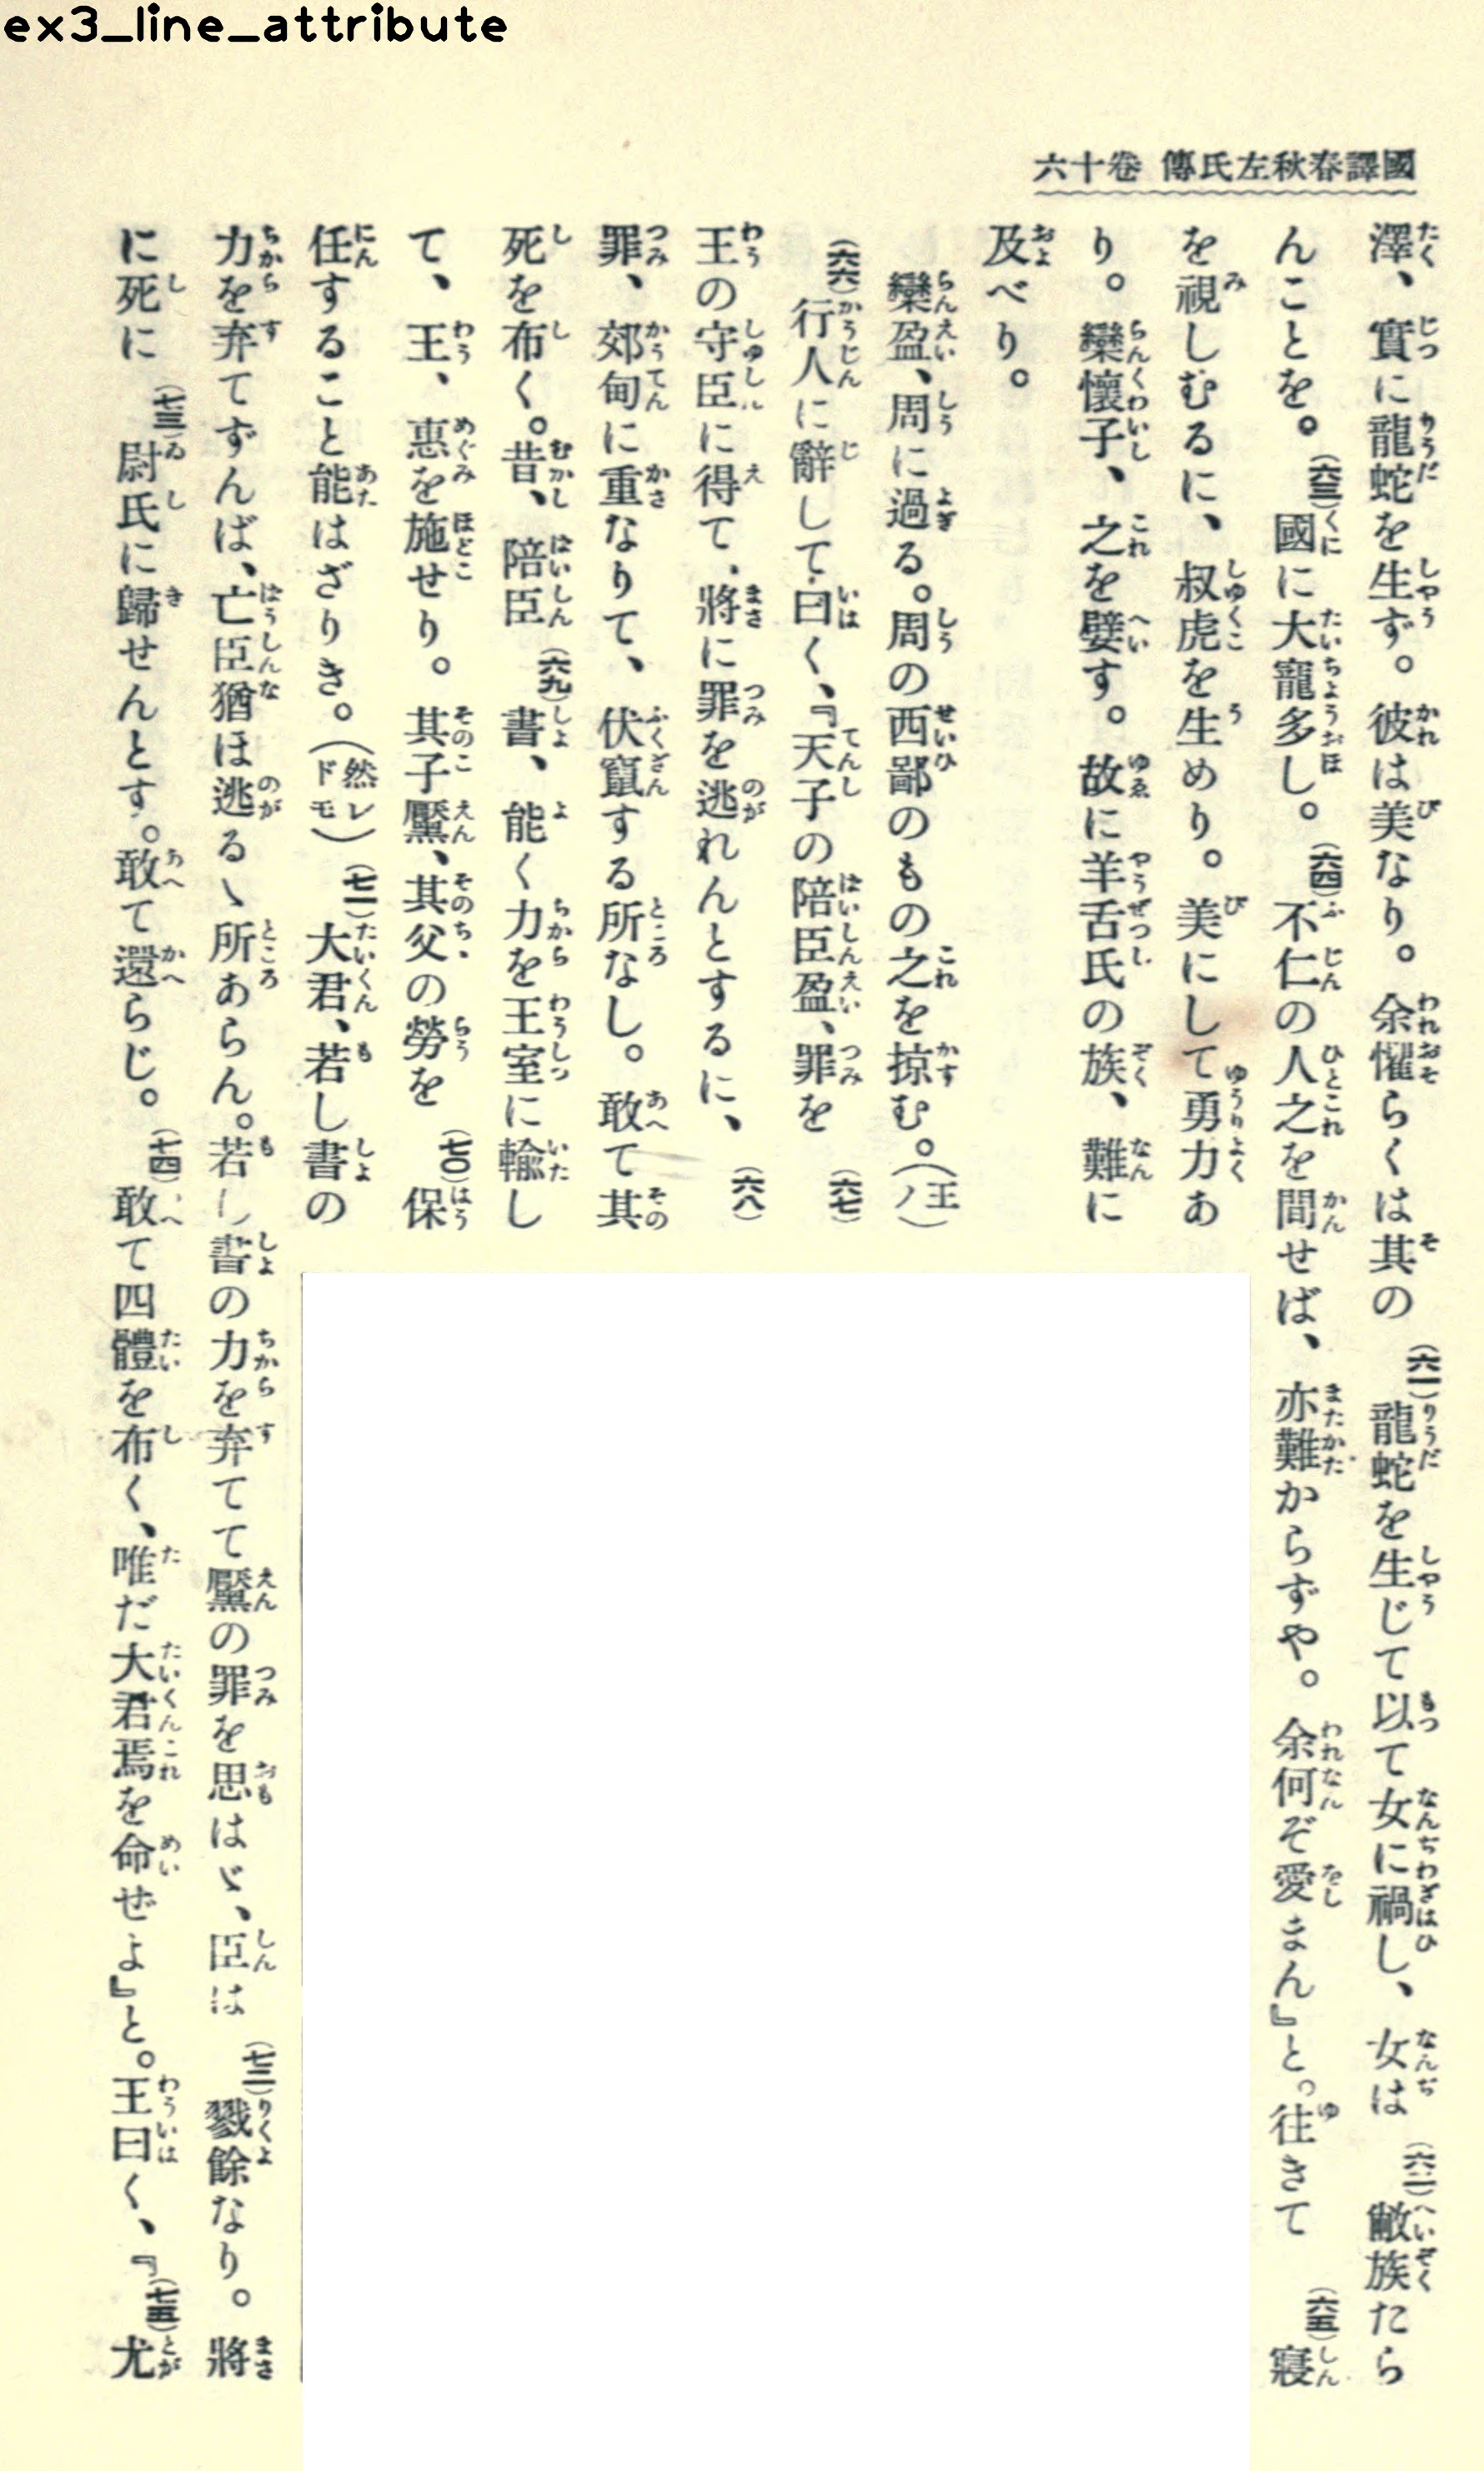 ex3_line_attribute
國譯春秋左氏傳 卷十六
澤、實に龍蛇を生ず。彼は美なり。余懼らくは其の(六一)龍蛇を生じて以て女に禍し、女は(六二)敝族たら
んことを。(六三)國に大寵多し。(六四)不仁の人之を間せば、亦難からずや。余何ぞ愛まん』と。往きて(六五)寢
を視しむるに、叔虎を生めり。美にして勇力あ
り。欒懷子、之を嬖す。故に羊舌氏の族、難に
及べり。
欒盈、周に過る。周の西鄙のもの之を掠む。(王ノ)
(六六)行人に辭して曰く、『天子の陪臣盈、罪を(六七)
王の守臣に得て、將に罪を逃れんとするに、(六八)
罪、郊甸に重なりて、伏竄する所なし。敢て其
死を布く。昔、陪臣(六九)書、能く力を王室に輸し
て、王、惠を施せり。其子黶、其父の勞を(七〇)保
任すること能はざりき。(然レドモ)(七一)大君、若し書の
力を弃てずんば、亡臣猶ほ逃るゝ所あらん。若し書の力を弃てて黶の罪を思はゞ、臣は(七二)戮餘なり。將
に死に(七三)尉氏に歸せんとす。敢て還らじ。(七四)敢て四體を布く、唯だ大君焉を命ぜよ』と。王曰く、『(七五)尤